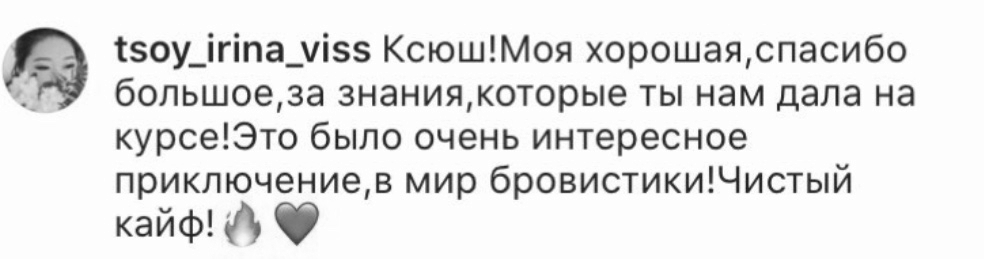 tsoy_irina_viss Ксюш!Моя хорошая,спасибо
большое,за знания,которые ты нам дала на
курсе!Это было очень интересное
приключение,в мир бровистики!Чистый
кайф!🔥🖤